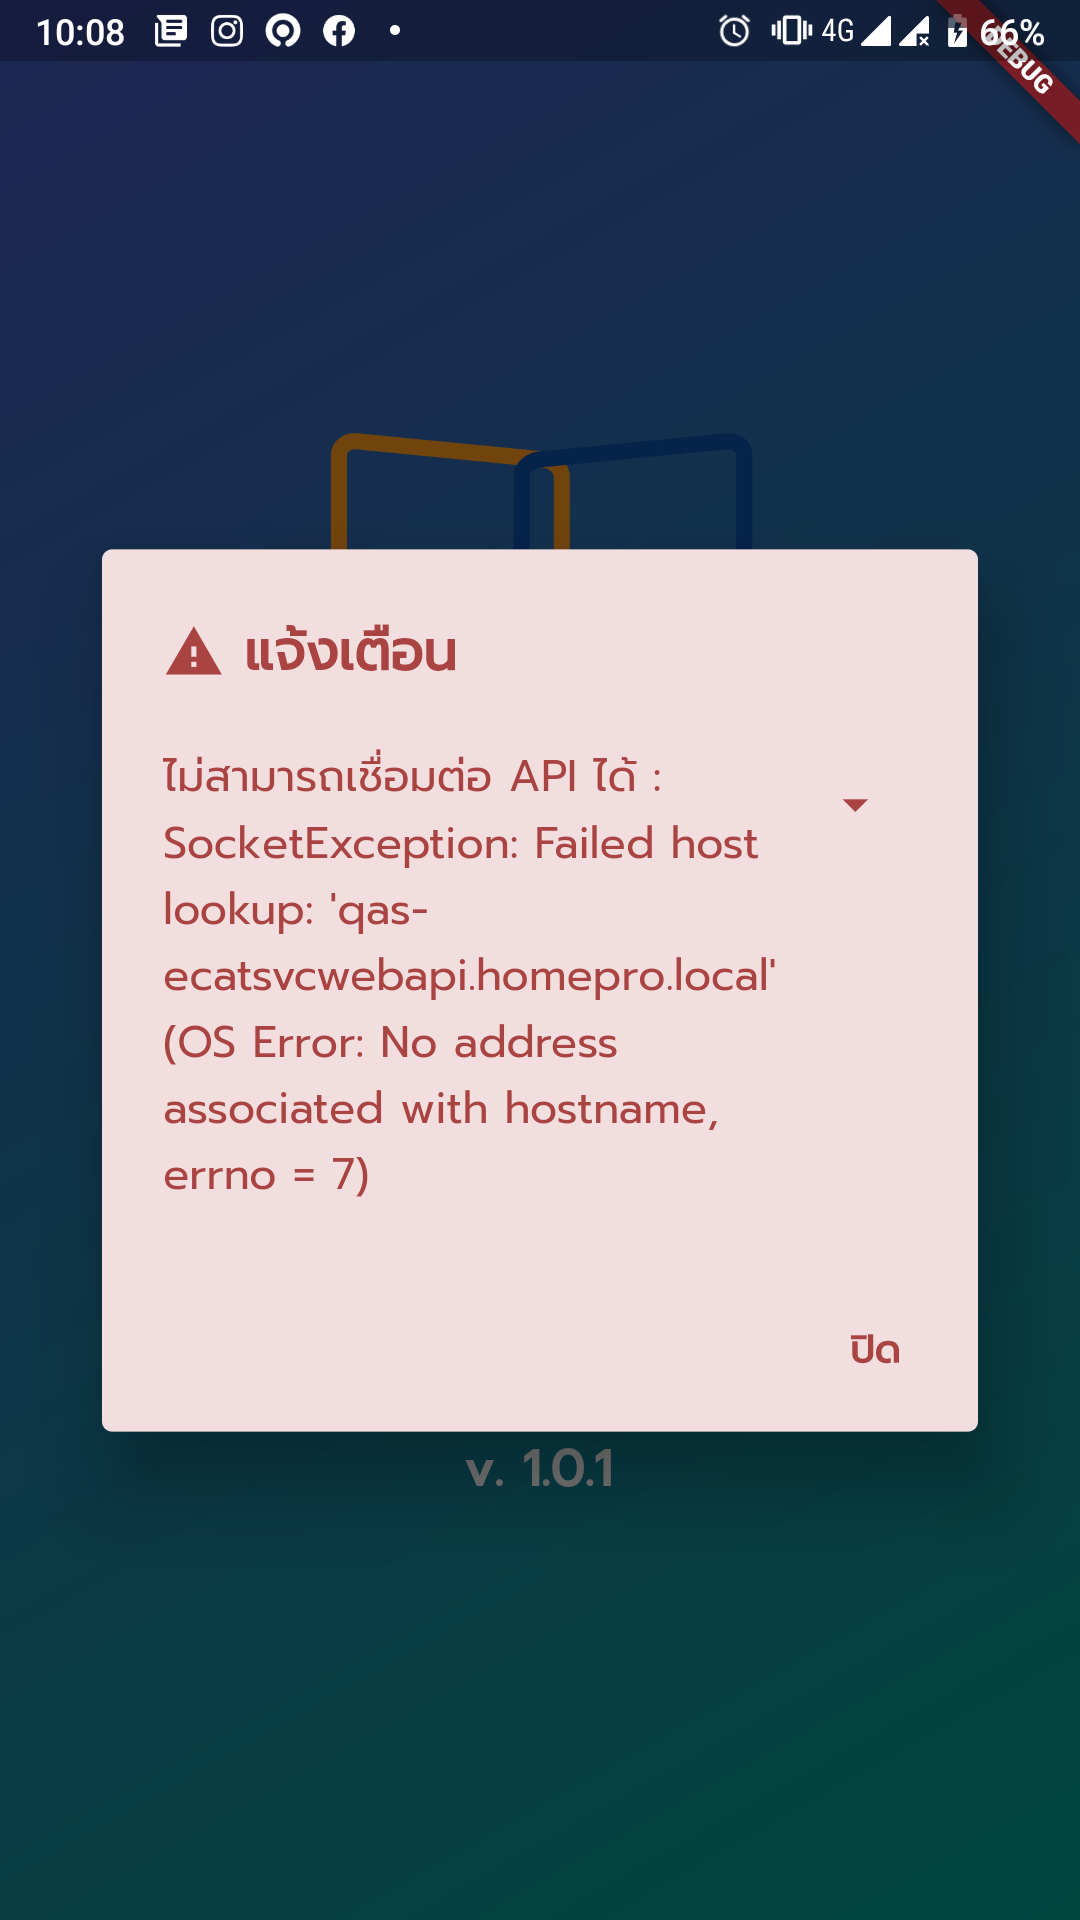 10:08
4G
66%
DEBUG
แจ้งเตือน
ไม่สามารถเชื่อมต่อ API ได้ :
SocketException: Failed host
lookup: 'qas-
ecatsvcwebapi.homepro.local'
(OS Error: No address
associated with hostname,
errno = 7)
ปิด
v. 1.0.1